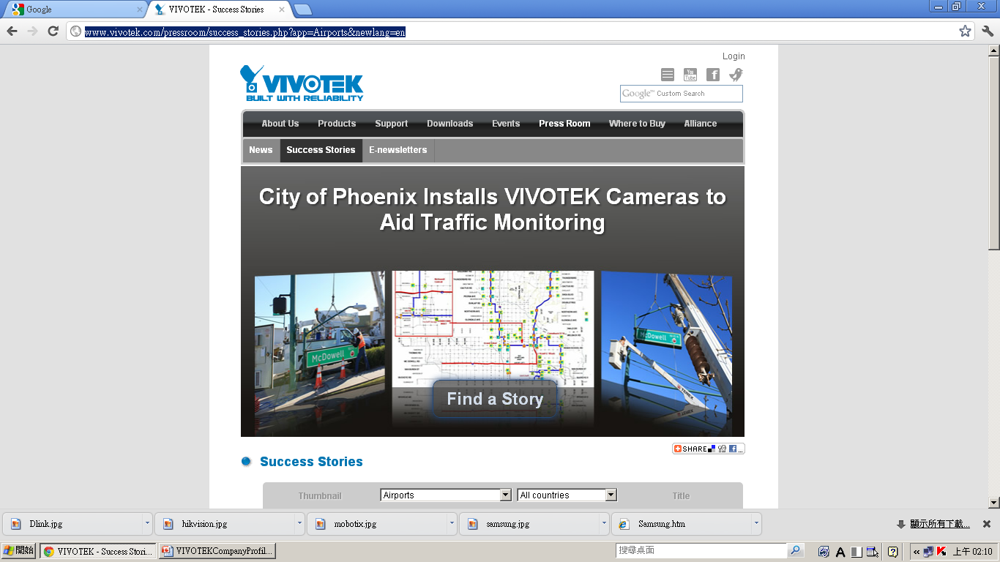 Google
VIVOTEK - Success Stories
www.vivotek.com/pressroom/success_stories.php?app=Airports&newlang=en
Login
VIVOTEK
BUILT WITH RELIABILITY
You Tube
Google™ Custom Search
About Us Products Support Downloads Events Press Room Where to Buy Alliance
News Success Stories E-newsletters
City of Phoenix Installs VIVOTEK Cameras to
Aid Traffic Monitoring
McDowell
McDowell
TEREX
Find a Story
SHARE
Success Stories
Thumbnail Airports All countries Title
Dlink.jpg hikvision.jpg mobotix.jpg samsung.jpg Samsung.htm 顯示所有下載...
開始 VIVOTEK - Success Stori... VIVOTEKCompanyProfil... 搜尋桌面 A « 上午 02:10